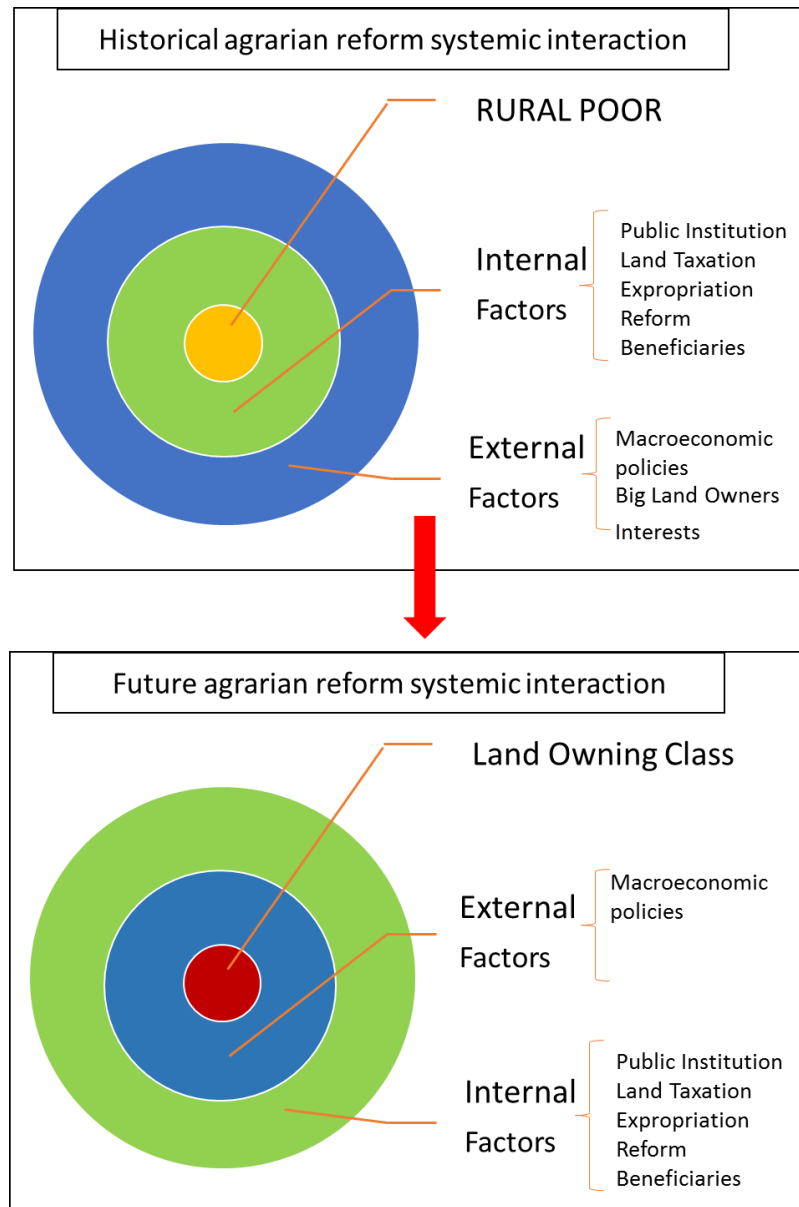 Historical agrarian reform systemic interaction
RURAL POOR
Internal
Factors
Public Institution
Land Taxation
Expropriation
Reform
Beneficiaries
External
Factors
Macroeconomic
policies
Big Land Owners
Interests
Future agrarian reform systemic interaction
Land Owning Class
External
Factors
Macroeconomic
policies
Internal
Factors
Public Institution
Land Taxation
Expropriation
Reform
Beneficiaries